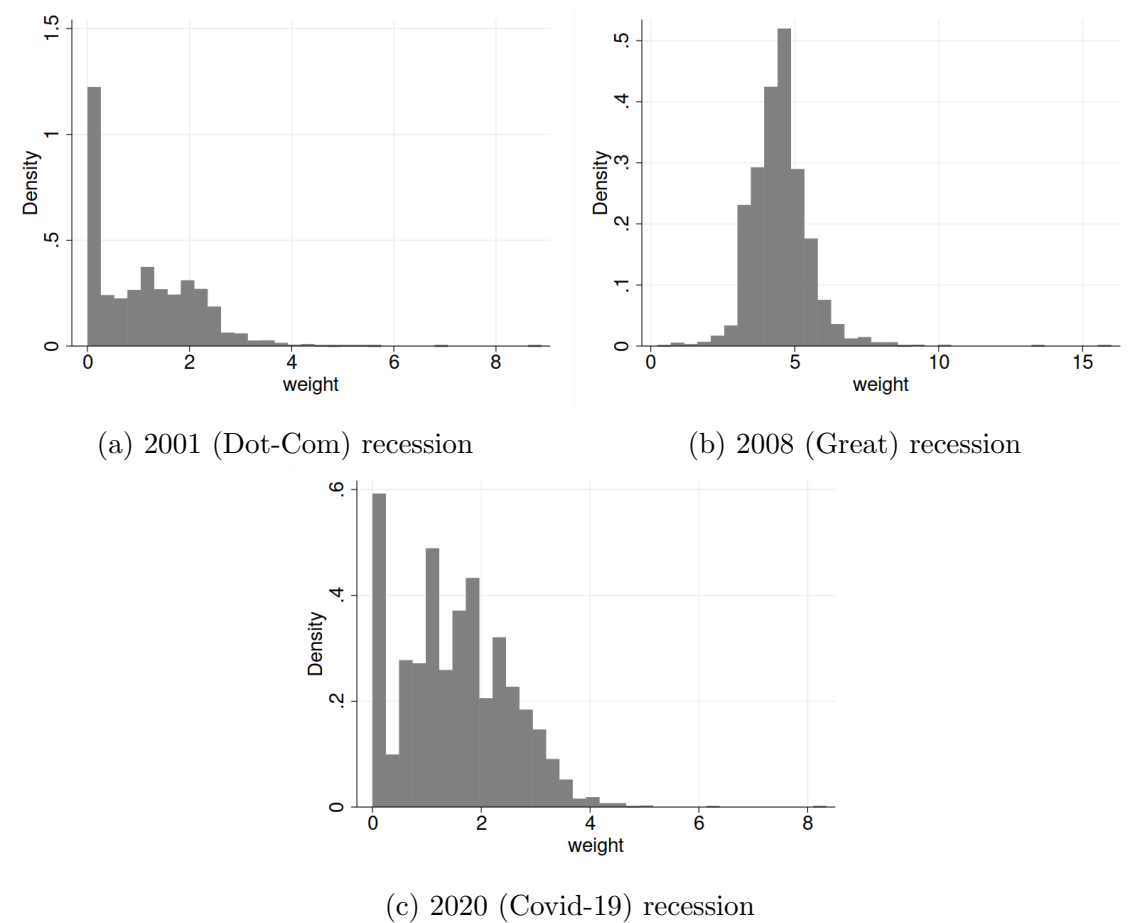 1.5
1
.5
0
Density
0 2 4 6 8
weight
(a) 2001 (Dot-Com) recession
.5
.4
.3
.2
.1
0
Density
0 5 10 15
weight
(b) 2008 (Great) recession
.6
.4
.2
0
Density
0 2 4 6 8
weight
(c) 2020 (Covid-19) recession